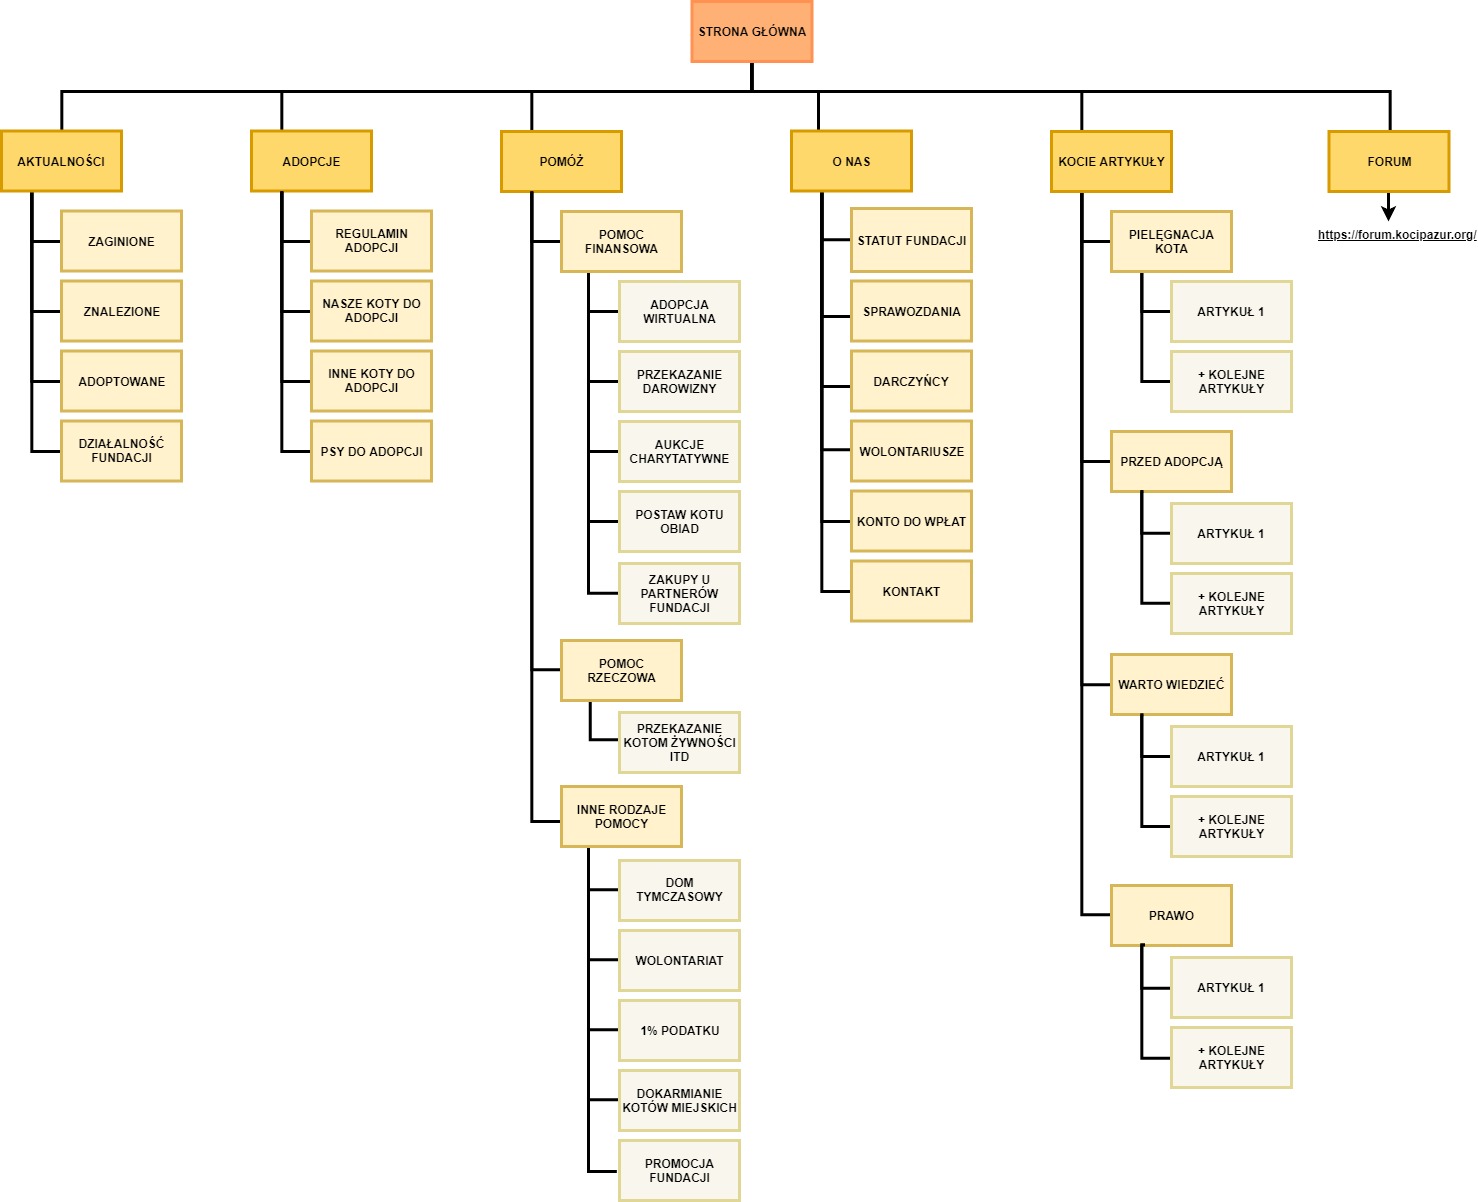 STRONA GŁÓWNA
AKTUALNOŚCI
ZAGINIONE
ZNALEZIONE
ADOPTOWANE
DZIAŁALNOŚĆ
FUNDACJI
ADOPCJE
REGULAMIN
ADOPCJI
NASZE KOTY DO
ADOPCJI
INNE KOTY DO
ADOPCJI
PSY DO ADOPCJI
POMÓŻ
POMOC
FINANSOWA
ADOPCJA
WIRTUALNA
PRZEKAZANIE
DAROWIZNY
AUKCJE
CHARYTATYWNE
POSTAW KOTU
OBIAD
ZAKUPY U
PARTNERÓW
FUNDACJI
POMOC
RZECZOWA
PRZEKAZANIE
KOTOM ŻYWNOŚCI
ITD
INNE RODZAJE
POMOCY
DOM
TYMCZASOWY
WOLONTARIAT
1% PODATKU
DOKARMIANIE
KOTÓW MIEJSKICH
PROMOCJA
FUNDACJI
O NAS
STATUT FUNDACJI
SPRAWOZDANIA
DARCZYŃCY
WOLONTARIUSZE
KONTO DO WPŁAT
KONTAKT
KOCIE ARTYKUŁY
PIELĘGNACJA
KOTA
ARTYKUŁ 1
+ KOLEJNE
ARTYKUŁY
PRZED ADOPCJĄ
ARTYKUŁ 1
+ KOLEJNE
ARTYKUŁY
WARTO WIEDZIEĆ
ARTYKUŁ 1
+ KOLEJNE
ARTYKUŁY
PRAWO
ARTYKUŁ 1
+ KOLEJNE
ARTYKUŁY
FORUM
https://forum.kocipazur.org/